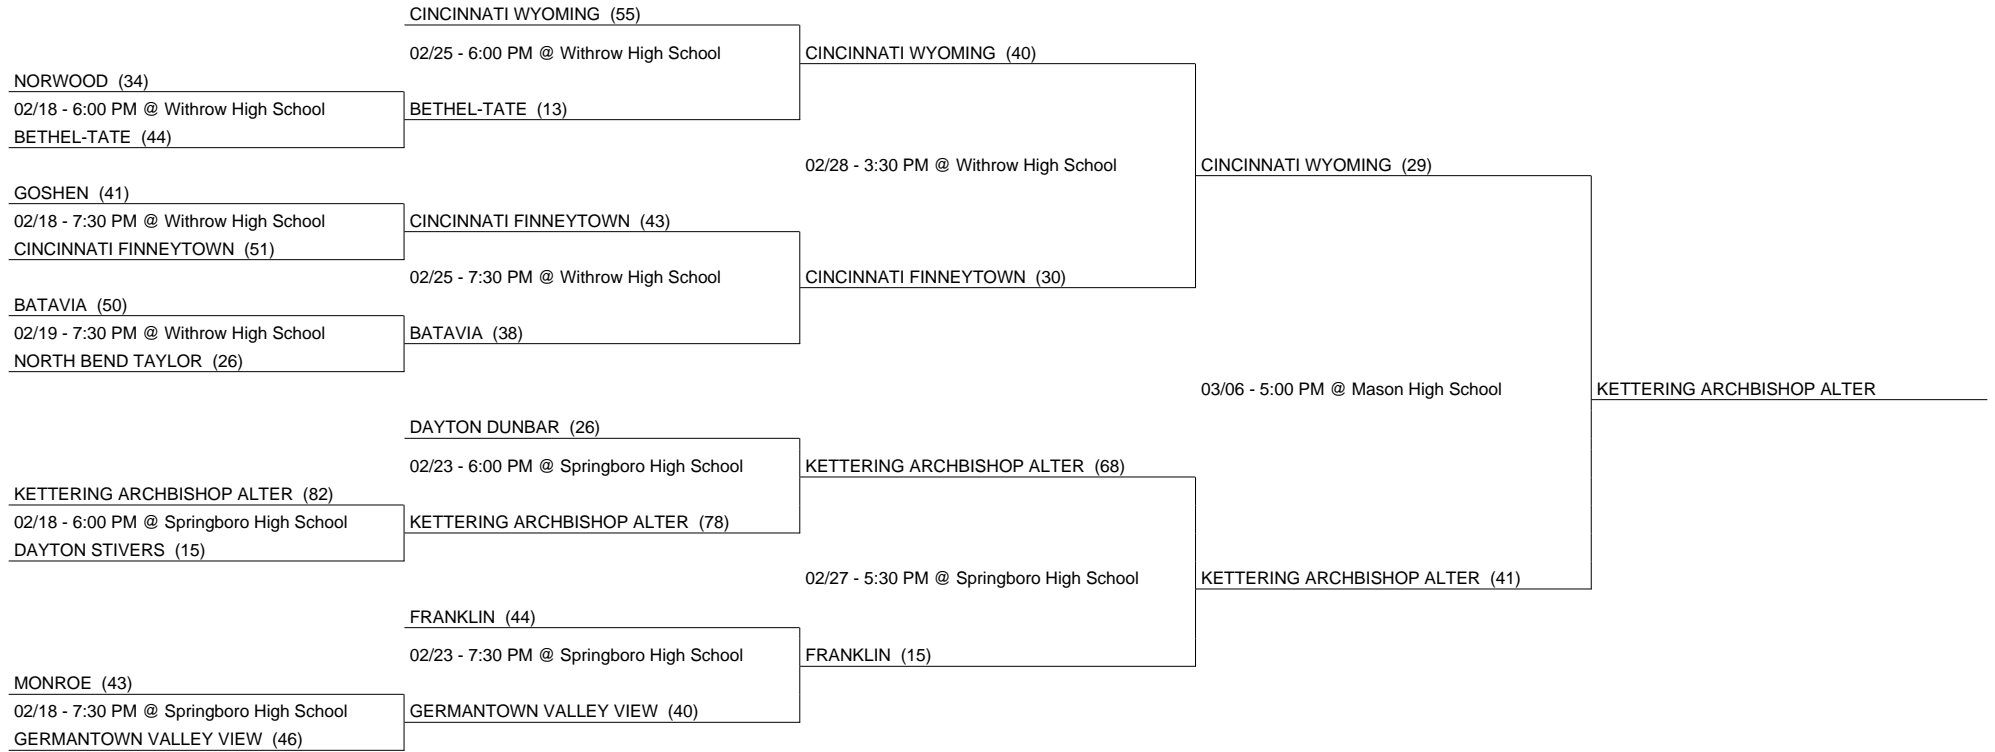 CINCINNATI WYOMING (55)
02/25 - 6:00 PM @ Withrow High School
CINCINNATI WYOMING (40)
NORWOOD (34)
02/18 - 6:00 PM @ Withrow High School
BETHEL-TATE (13)
BETHEL-TATE (44)
02/28 - 3:30 PM @ Withrow High School
CINCINNATI WYOMING (29)
GOSHEN (41)
02/18 - 7:30 PM @ Withrow High School
CINCINNATI FINNEYTOWN (43)
CINCINNATI FINNEYTOWN (51)
02/25 - 7:30 PM @ Withrow High School
CINCINNATI FINNEYTOWN (30)
BATAVIA (50)
02/19 - 7:30 PM @ Withrow High School
BATAVIA (38)
NORTH BEND TAYLOR (26)
03/06 - 5:00 PM @ Mason High School
KETTERING ARCHBISHOP ALTER
DAYTON DUNBAR (26)
02/23 - 6:00 PM @ Springboro High School
KETTERING ARCHBISHOP ALTER (68)
KETTERING ARCHBISHOP ALTER (82)
02/18 - 6:00 PM @ Springboro High School
KETTERING ARCHBISHOP ALTER (78)
DAYTON STIVERS (15)
02/27 - 5:30 PM @ Springboro High School
KETTERING ARCHBISHOP ALTER (41)
FRANKLIN (44)
02/23 - 7:30 PM @ Springboro High School
FRANKLIN (15)
MONROE (43)
02/18 - 7:30 PM @ Springboro High School
GERMANTOWN VALLEY VIEW (40)
GERMANTOWN VALLEY VIEW (46)